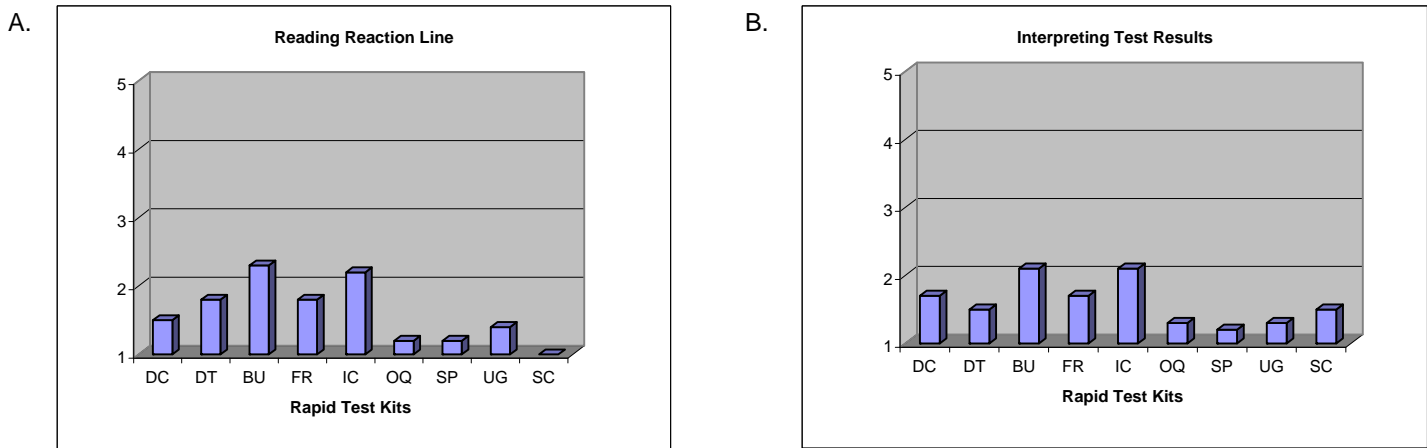 A.
Reading Reaction Line
5
4
3
2
1
DC DT BU FR IC OQ SP UG SC
Rapid Test Kits
B.
Interpreting Test Results
5
4
3
2
1
DC DT BU FR IC OQ SP UG SC
Rapid Test Kits